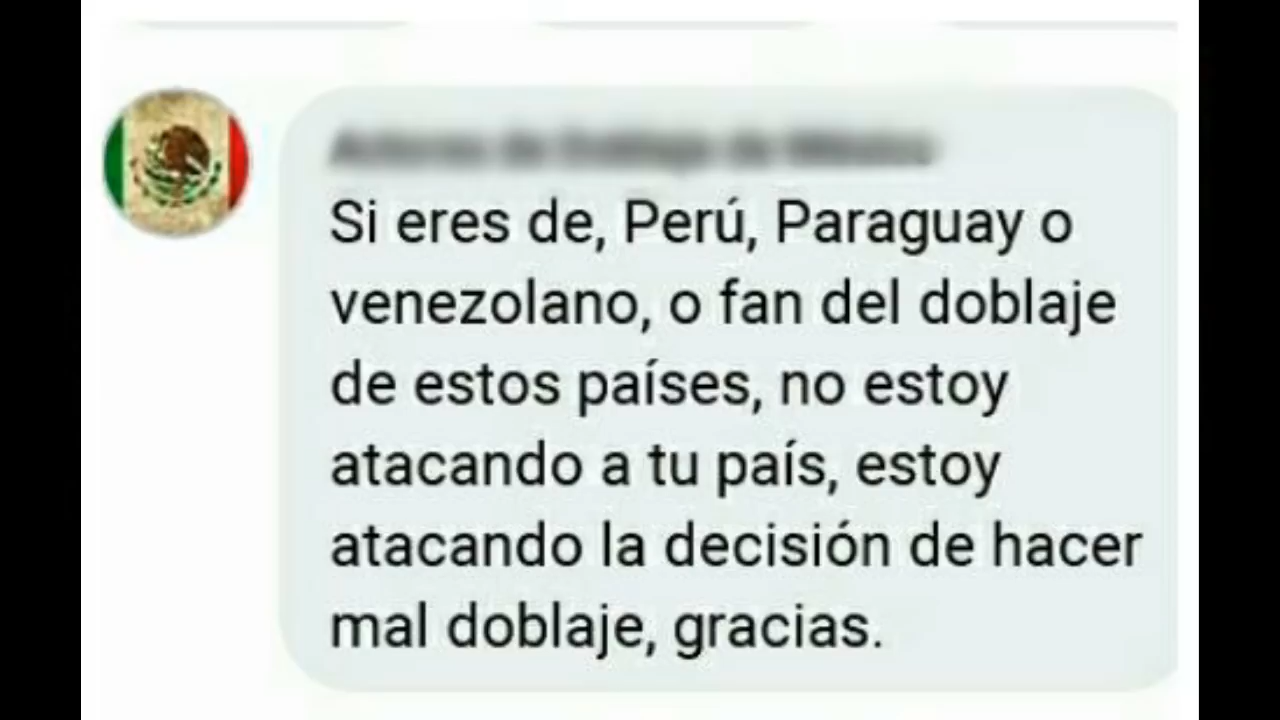 Si eres de, Perú, Paraguay o
venezolano, o fan del doblaje
de estos países, no estoy
atacando a tu país, estoy
atacando la decisión de hacer
mal doblaje, gracias.